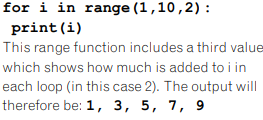 for i in range(1,10,2):
 print(i)
This range function includes a third value
which shows how much is added to i in
each loop (in this case 2). The output will
therefore be: 1, 3, 5, 7, 9